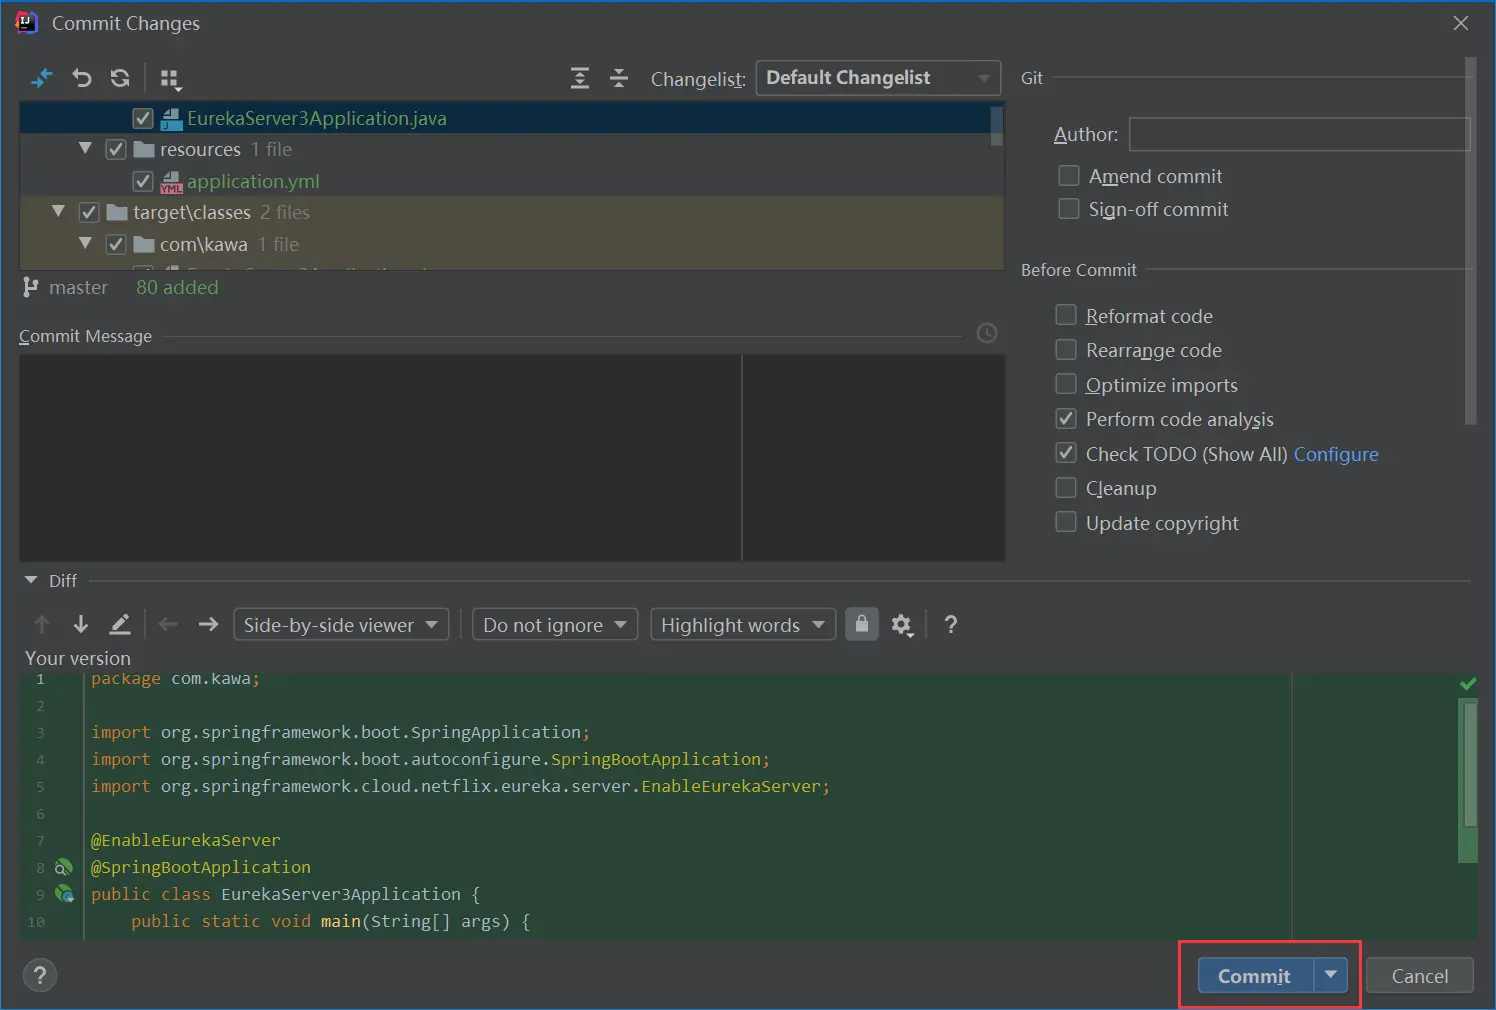 Commit Changes
Changelist: Default Changelist
EurekaServer3Application.java
resources 1 file
YML application.yml
target\classes 2 files
com\kawa 1 file
master 80 added
Commit Message
Git
Author:
Amend commit
Sign-off commit
Before Commit
Reformat code
Rearrange code
Optimize imports
Perform code analysis
Check TODO (Show All) Configure
Cleanup
Update copyright
Diff
Side-by-side viewer Do not ignore Highlight words ?
Your version
1 package com.kawa;
2
3 import org.springframework.boot.SpringApplication;
4 import org.springframework.boot.autoconfigure.SpringBootApplication;
5 import org.springframework.cloud.netflix.eureka.server.EnableEurekaServer;
6
7 @EnableEurekaServer
8 @SpringBootApplication
9 public class EurekaServer3Application {
10 public static void main(String[] args) {
? Commit Cancel